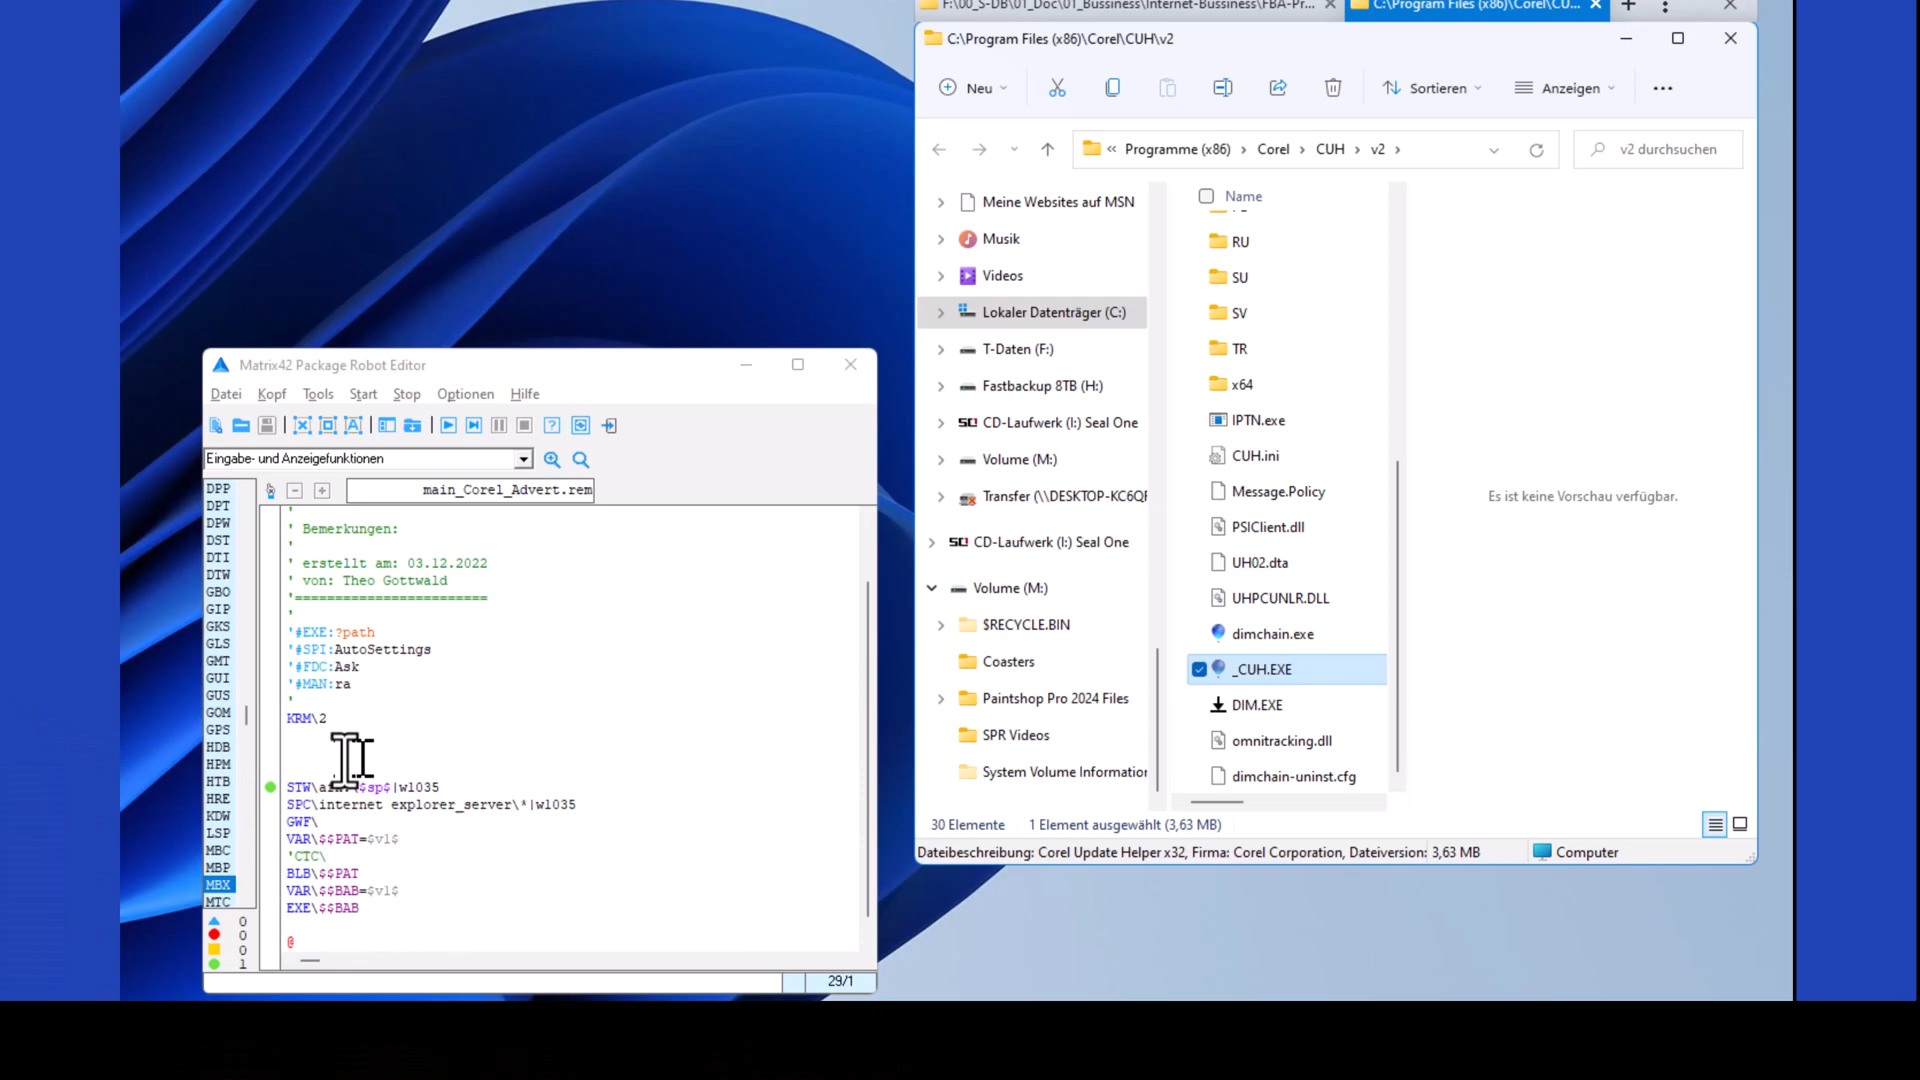 F:\00_S-DB\01_Doc\01_Bussiness\Internet-Bussiness\FBA-Pr...
C:\Program Files (x86)\Corel\CU...
C:\Program Files (x86)\Corel\CUH\v2
Neu
Sortieren
Anzeigen
Programme (x86)
Corel
CUH
v2
v2 durchsuchen
Meine Websites auf MSN
Musik
Videos
Lokaler Datenträger (C:)
T-Daten (F:)
Fastbackup 8TB (H:)
CD-Laufwerk (I:) Seal One
Volume (M:)
Transfer (\\DESKTOP-KC6QF
CD-Laufwerk (I:) Seal One
Volume (M:)
$RECYCLE.BIN
Coasters
Paintshop Pro 2024 Files
SPR Videos
System Volume Information
Name
RU
SU
SV
TR
x64
IPTN.exe
CUH.ini
Message.Policy
PSIClient.dll
UH02.dta
UHPCUNLR.DLL
dimchain.exe
_CUH.EXE
DIM.EXE
omnitracking.dll
dimchain-uninst.cfg
Es ist keine Vorschau verfügbar.
30 Elemente
1 Element ausgewählt (3,63 MB)
Dateibeschreibung: Corel Update Helper x32, Firma: Corel Corporation, Dateiversion: 3,63 MB
Computer
Matrix42 Package Robot Editor
Datei Kopf Tools Start Stop Optionen Hilfe
Eingabe- und Anzeigefunktionen
main_Corel_Advert.rem
DPP
DPT
DPW
DST
DTI
DTW
GBO
GIP
GKS
GLS
GMT
GUI
GUS
GOM
GPS
HDB
HPM
HTB
HRE
KDW
LSP
MBC
MBP
MBX
MTC
0
0
0
1
'
' Bemerkungen:
'
' erstellt am: 03.12.2022
' von: Theo Gottwald
'========================
'
'#EXE:?path
'#SPI:AutoSettings
'#FDC:Ask
'#MAN:ra
'
KRM\2
$sp$|w1035
SPC\internet explorer_server\*|w1035
GWF\
VAR\$$PAT=$v1$
'CTC\
BLB\$$PAT
VAR\$$BAB=$v1$
EXE\$$BAB
@
29/1